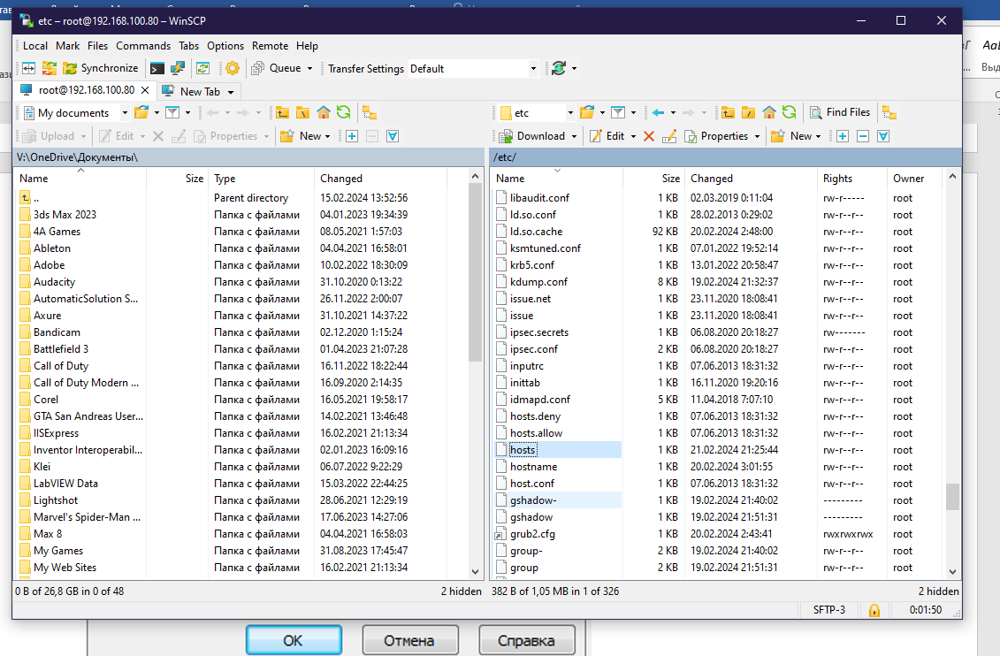 etc – root@192.168.100.80 – WinSCP
Local Mark Files Commands Tabs Options Remote Help
Synchronize Queue Transfer Settings Default
root@192.168.100.80 New Tab
My documents etc Find Files
Upload Edit Properties New Download Edit Properties New
V:\OneDrive\Документы\ /etc/
Name Size Type Changed Name Size Changed Rights Owner
.. Parent directory 15.02.2024 13:52:56 libaudit.conf 1 KB 02.03.2019 0:11:04 rw-r----- root
3ds Max 2023 Папка с файлами 04.01.2023 19:34:39 ld.so.conf 1 KB 28.02.2013 0:29:02 rw-r--r-- root
4A Games Папка с файлами 08.05.2021 1:57:03 ld.so.cache 92 KB 20.02.2024 2:48:00 rw-r--r-- root
Ableton Папка с файлами 04.04.2021 16:58:01 ksmtuned.conf 1 KB 07.01.2022 19:52:14 rw-r--r-- root
Adobe Папка с файлами 10.02.2022 18:30:09 krb5.conf 1 KB 13.01.2022 20:58:47 rw-r--r-- root
Audacity Папка с файлами 31.10.2020 0:13:22 kdump.conf 8 KB 19.02.2024 21:32:37 rw-r--r-- root
AutomaticSolution S... Папка с файлами 26.11.2022 2:00:07 issue.net 1 KB 23.11.2020 18:08:41 rw-r--r-- root
Axure Папка с файлами 31.10.2021 14:37:22 issue 1 KB 23.11.2020 18:08:41 rw-r--r-- root
Bandicam Папка с файлами 02.12.2020 1:15:24 ipsec.secrets 1 KB 06.08.2020 20:18:27 rw------- root
Battlefield 3 Папка с файлами 01.04.2023 21:07:28 ipsec.conf 2 KB 06.08.2020 20:18:27 rw-r--r-- root
Call of Duty Папка с файлами 16.11.2022 18:22:44 inputrc 1 KB 07.06.2013 18:31:32 rw-r--r-- root
Call of Duty Modern ... Папка с файлами 16.09.2020 2:14:35 inittab 1 KB 16.11.2020 19:20:16 rw-r--r-- root
Corel Папка с файлами 16.05.2021 19:58:17 idmapd.conf 5 KB 11.04.2018 7:07:10 rw-r--r-- root
GTA San Andreas User... Папка с файлами 14.02.2021 13:46:48 hosts.deny 1 KB 07.06.2013 18:31:32 rw-r--r-- root
IISExpress Папка с файлами 16.02.2021 21:13:34 hosts.allow 1 KB 07.06.2013 18:31:32 rw-r--r-- root
Inventor Interoperabil... Папка с файлами 02.01.2023 16:09:16 hosts 1 KB 21.02.2024 21:25:44 rw-r--r-- root
Klei Папка с файлами 06.07.2022 9:22:29 hostname 1 KB 20.02.2024 3:01:55 rw-r--r-- root
LabVIEW Data Папка с файлами 15.03.2022 22:44:25 host.conf 1 KB 07.06.2013 18:31:32 rw-r--r-- root
Lightshot Папка с файлами 28.06.2021 12:29:19 gshadow- 1 KB 19.02.2024 21:40:02 --------- root
Marvel's Spider-Man ... Папка с файлами 17.06.2023 14:27:06 gshadow 1 KB 19.02.2024 21:51:31 --------- root
Max 8 Папка с файлами 04.04.2021 16:58:03 grub2.cfg 1 KB 20.02.2024 2:43:41 rwxrwxrwx root
My Games Папка с файлами 31.08.2023 17:45:47 group- 2 KB 19.02.2024 21:40:02 rw-r--r-- root
My Web Sites Папка с файлами 16.02.2021 21:13:34 group 2 KB 19.02.2024 21:51:31 rw-r--r-- root
0 B of 26,8 GB in 0 of 48 2 hidden 382 B of 1,05 MB in 1 of 326 2 hidden
SFTP-3 0:01:50
OK Отмена Справка